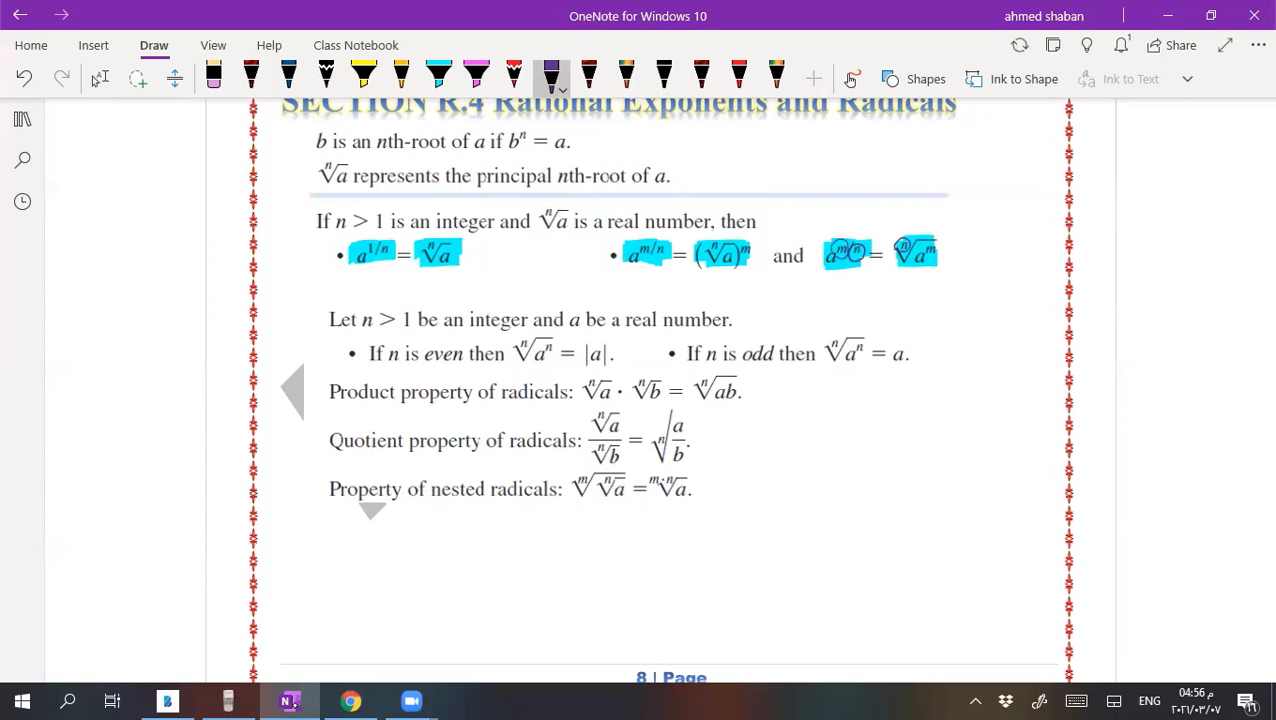 OneNote for Windows 10
ahmed shaban
Home Insert Draw View Help Class Notebook
Share
Shapes Ink to Shape Ink to Text
SECTION R.4 Rational Exponents and Radicals
b is an nth-root of a if bⁿ = a.
ⁿ√a represents the principal nth-root of a.
If n > 1 is an integer and ⁿ√a is a real number, then
• a^(1/n) = ⁿ√a • a^(m/n) = (ⁿ√a)^m and a^(m/n) = ⁿ√(a^m)
Let n > 1 be an integer and a be a real number.
• If n is even then ⁿ√(aⁿ) = |a|. • If n is odd then ⁿ√(aⁿ) = a.
Product property of radicals: ⁿ√a · ⁿ√b = ⁿ√(ab).
Quotient property of radicals: ⁿ√a / ⁿ√b = ⁿ√(a/b).
Property of nested radicals: ᵐ√(ⁿ√a) = ᵐ·ⁿ√a.
8 | Page
ENG
04:56 م
٢٠٢١/٠٣/٠٧